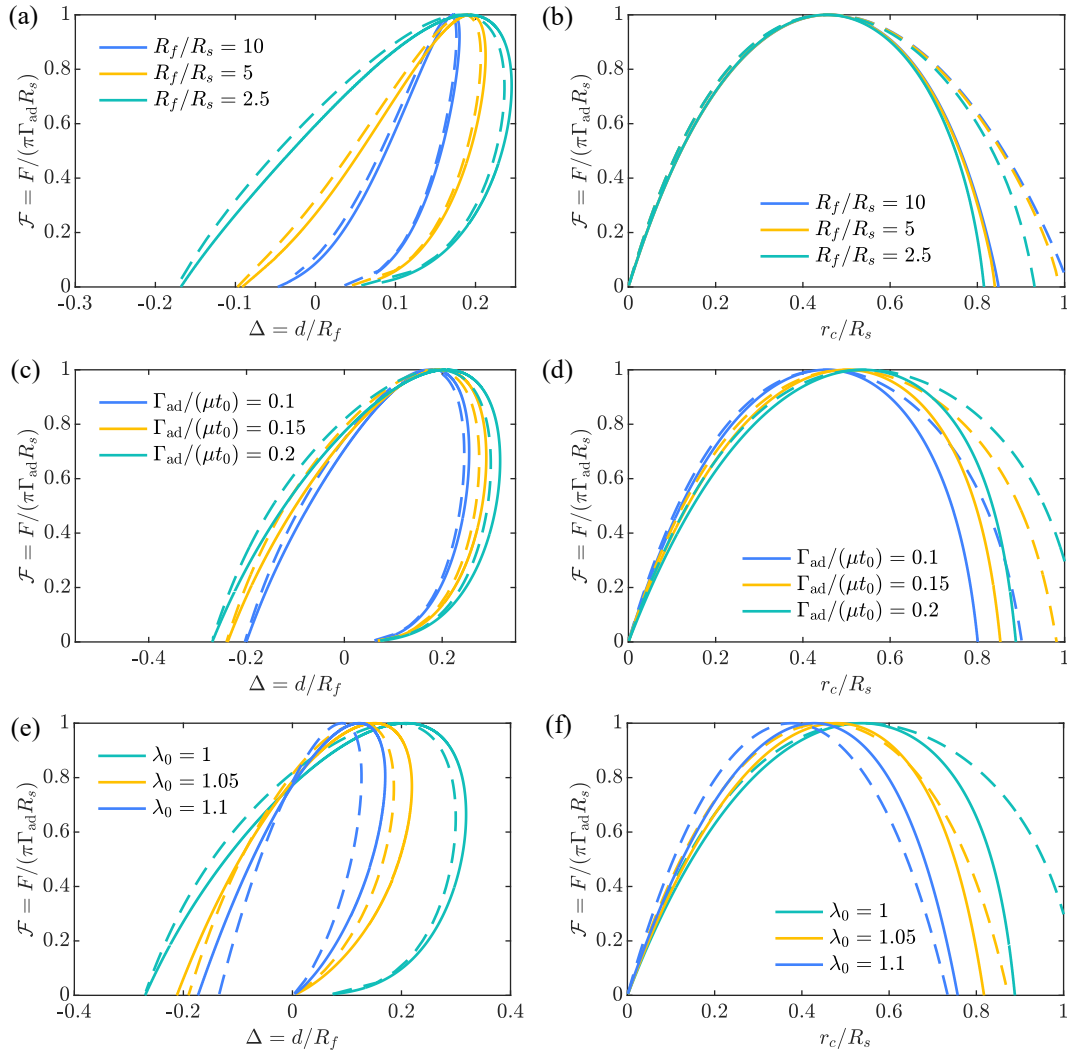 (a)
1
0.8
0.6
0.4
0.2
0
-0.3 -0.2 -0.1 0 0.1 0.2
Δ = d/R_f
ℱ = F/(πΓ_ad R_s)
R_f/R_s = 10
R_f/R_s = 5
R_f/R_s = 2.5
(b)
1
0.8
0.6
0.4
0.2
0
0 0.2 0.4 0.6 0.8 1
r_c/R_s
ℱ = F/(πΓ_ad R_s)
R_f/R_s = 10
R_f/R_s = 5
R_f/R_s = 2.5
(c)
1
0.8
0.6
0.4
0.2
0
-0.4 -0.2 0 0.2
Δ = d/R_f
ℱ = F/(πΓ_ad R_s)
Γ_ad/(μt_0) = 0.1
Γ_ad/(μt_0) = 0.15
Γ_ad/(μt_0) = 0.2
(d)
1
0.8
0.6
0.4
0.2
0
0 0.2 0.4 0.6 0.8 1
r_c/R_s
ℱ = F/(πΓ_ad R_s)
Γ_ad/(μt_0) = 0.1
Γ_ad/(μt_0) = 0.15
Γ_ad/(μt_0) = 0.2
(e)
1
0.8
0.6
0.4
0.2
0
-0.4 -0.2 0 0.2 0.4
Δ = d/R_f
ℱ = F/(πΓ_ad R_s)
λ_0 = 1
λ_0 = 1.05
λ_0 = 1.1
(f)
1
0.8
0.6
0.4
0.2
0
0 0.2 0.4 0.6 0.8 1
r_c/R_s
ℱ = F/(πΓ_ad R_s)
λ_0 = 1
λ_0 = 1.05
λ_0 = 1.1